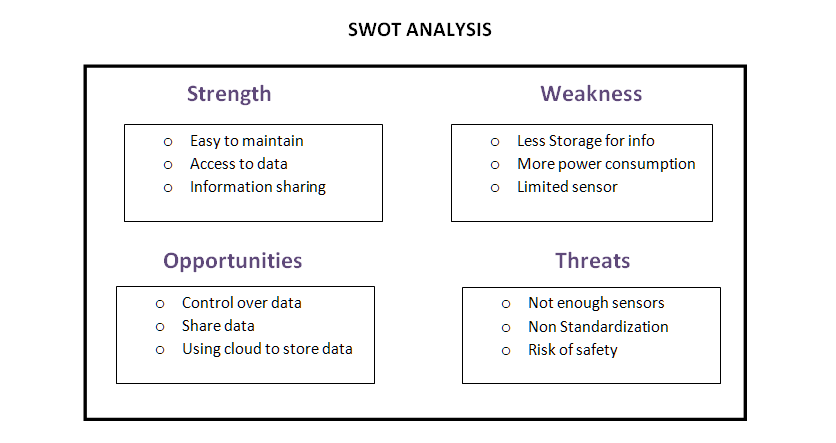 SWOT ANALYSIS
Strength
o Easy to maintain
o Access to data
o Information sharing
Weakness
o Less Storage for info
o More power consumption
o Limited sensor
Opportunities
o Control over data
o Share data
o Using cloud to store data
Threats
o Not enough sensors
o Non Standardization
o Risk of safety